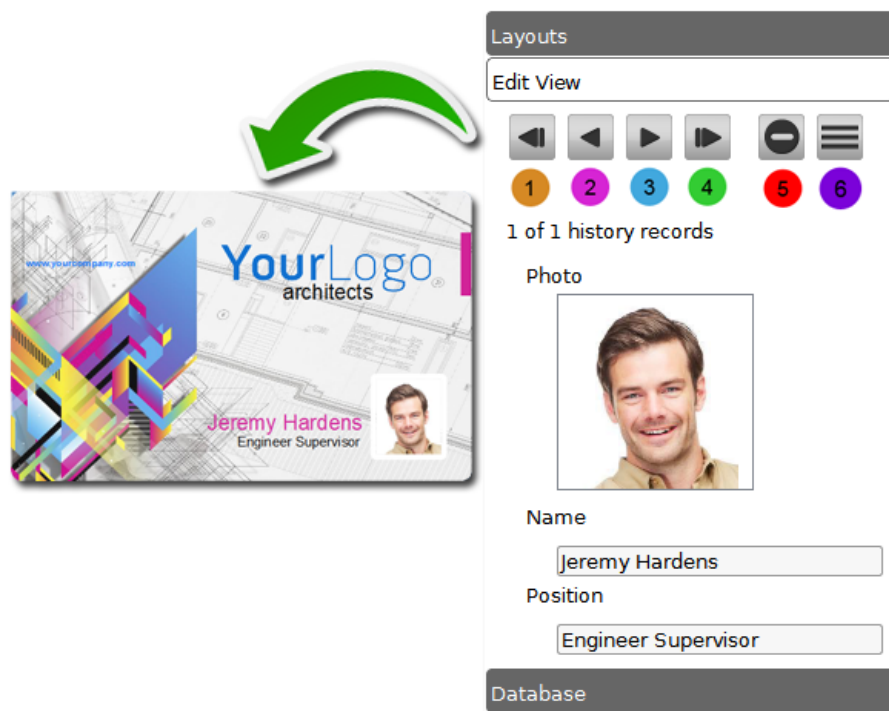 Layouts
Edit View
1 2 3 4 5 6
1 of 1 history records
Photo
Name
Jeremy Hardens
Position
Engineer Supervisor
Database
www.yourcompany.com
YourLogo
architects
Jeremy Hardens
Engineer Supervisor